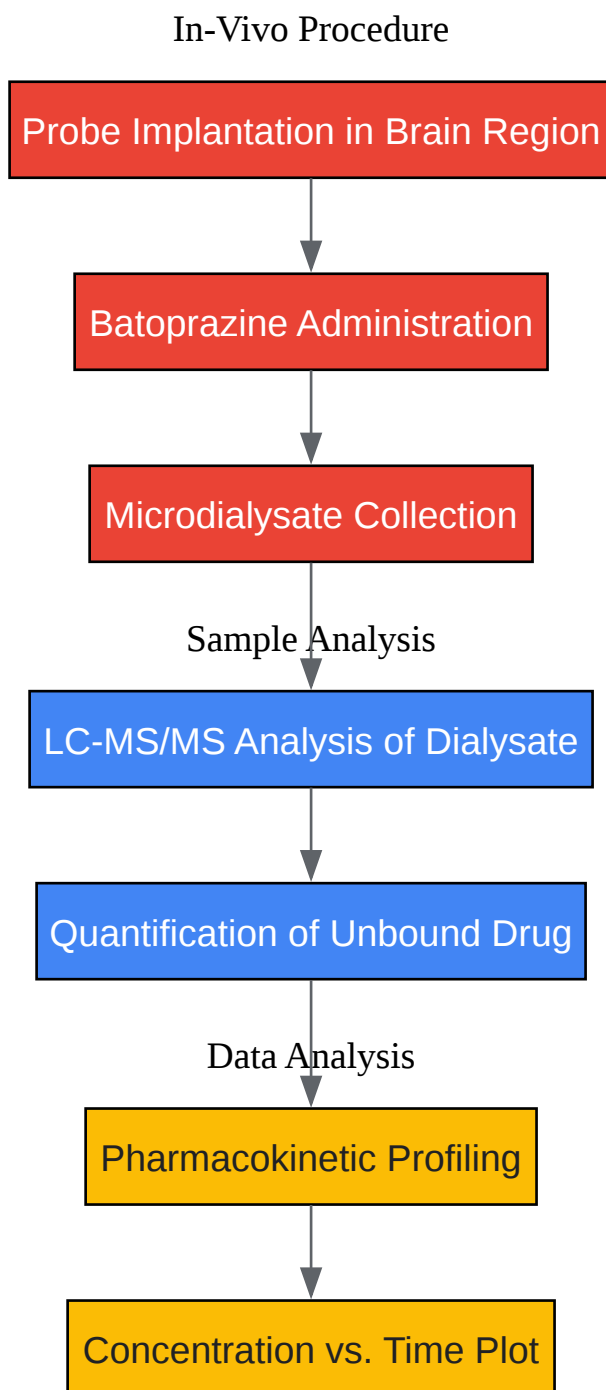 In-Vivo Procedure
Probe Implantation in Brain Region
Batoprazine Administration
Microdialysate Collection
Sample Analysis
LC-MS/MS Analysis of Dialysate
Quantification of Unbound Drug
Data Analysis
Pharmacokinetic Profiling
Concentration vs. Time Plot